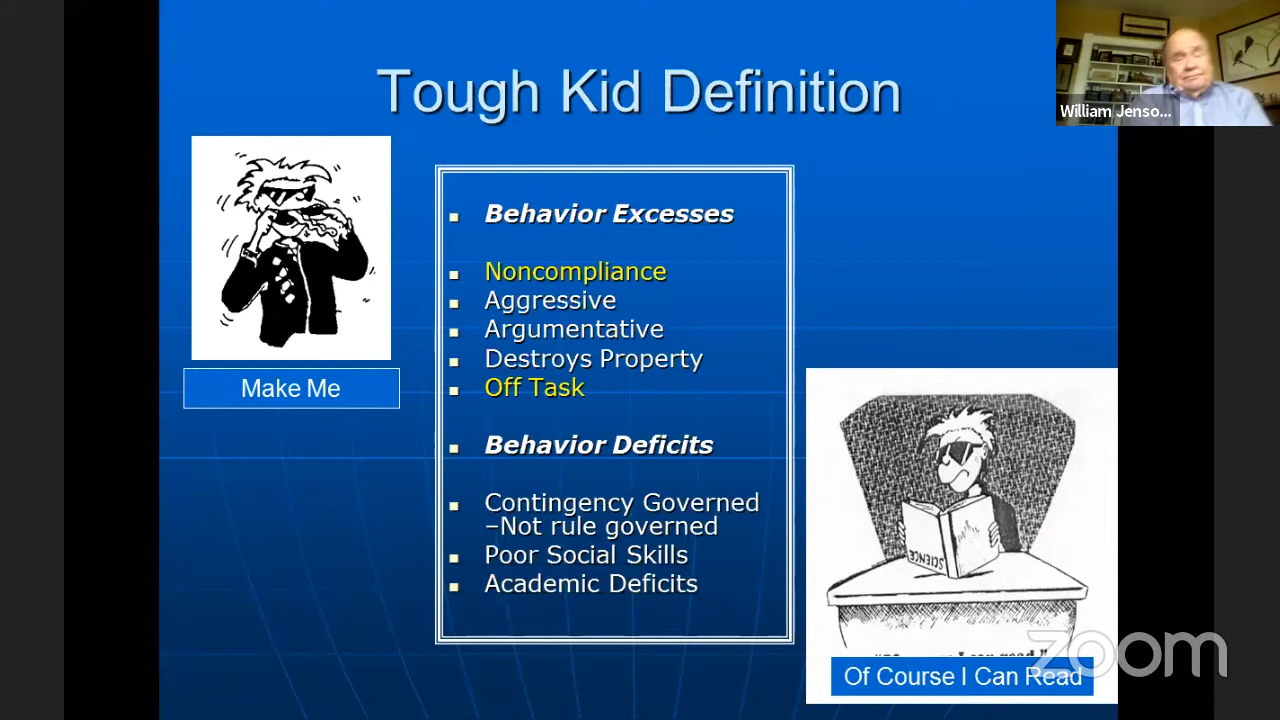 Tough Kid Definition
William Jenso...
Behavior Excesses
Noncompliance
Aggressive
Argumentative
Destroys Property
Off Task
Make Me
Behavior Deficits
Contingency Governed
–Not rule governed
Poor Social Skills
Academic Deficits
SCIENCE
zoom
Of Course I Can Read